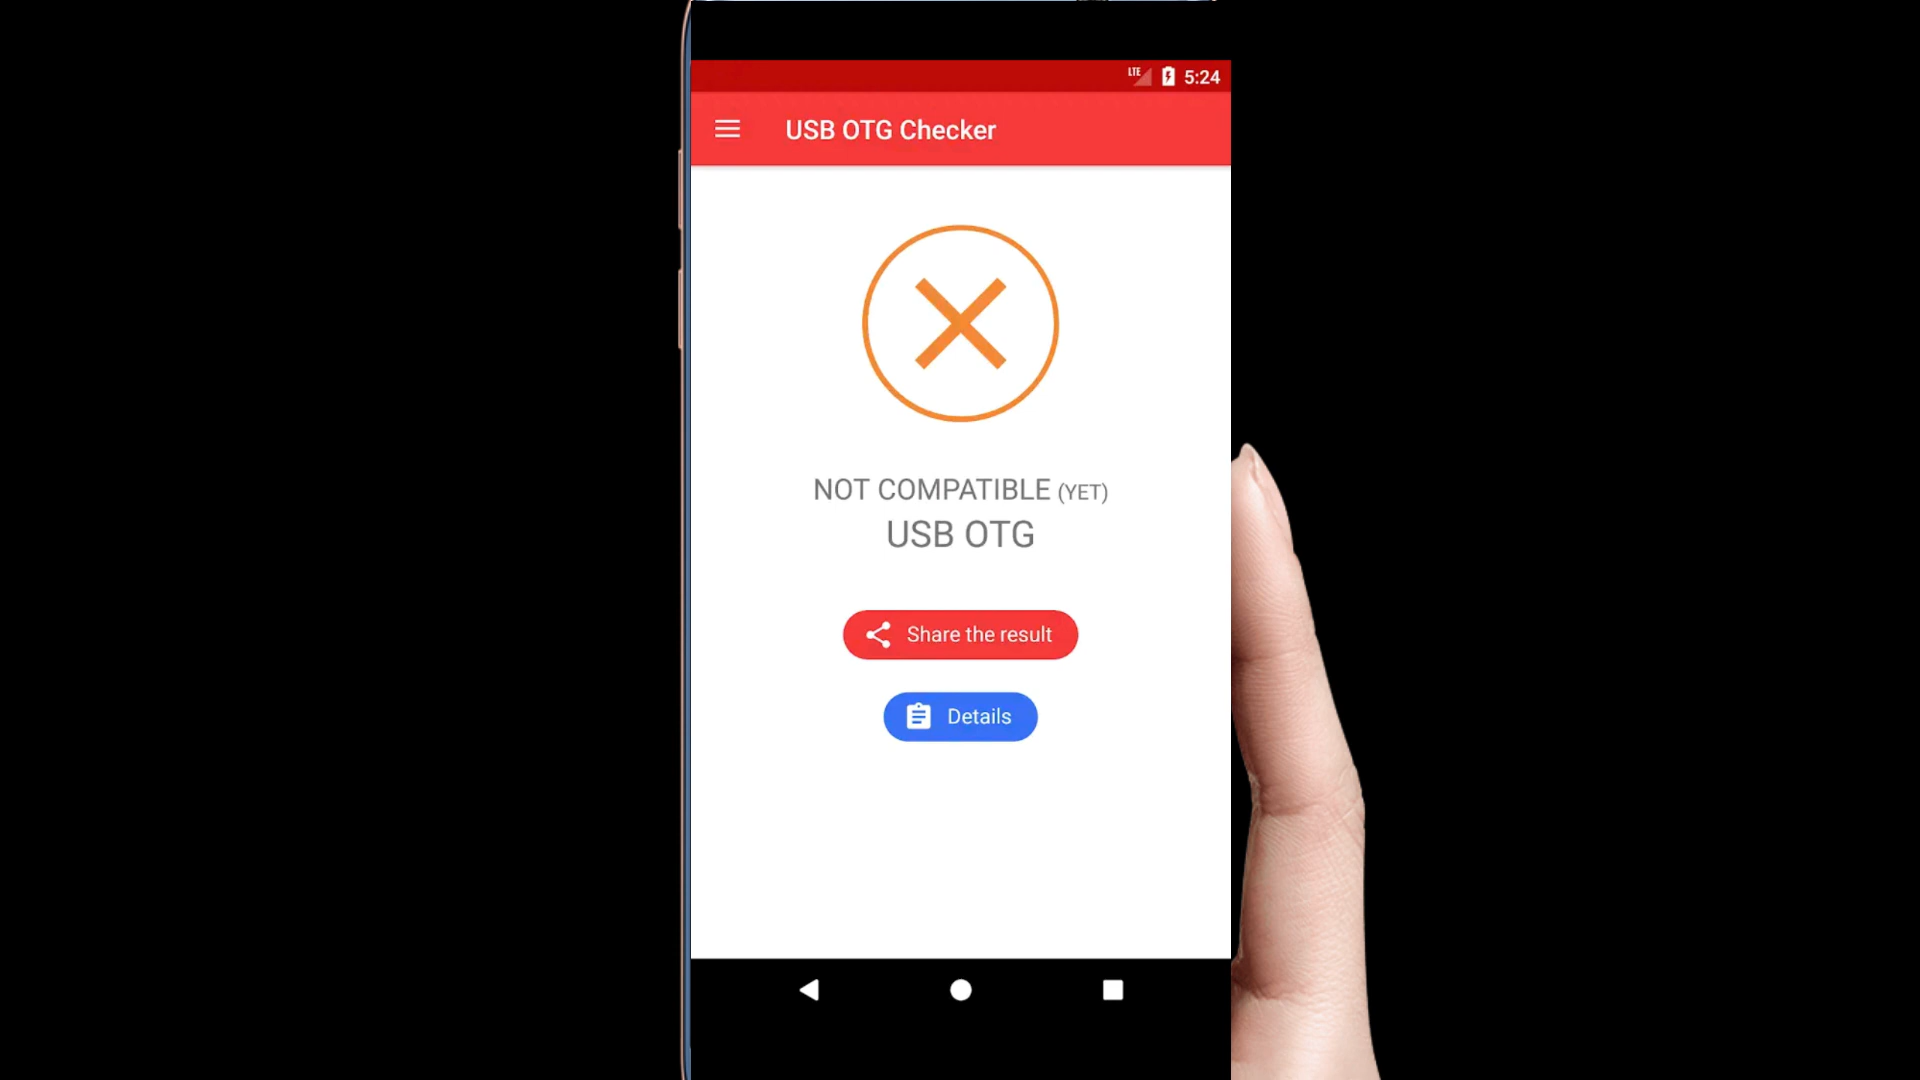 LTE 5:24
USB OTG Checker
NOT COMPATIBLE (YET)
USB OTG
Share the result
Details